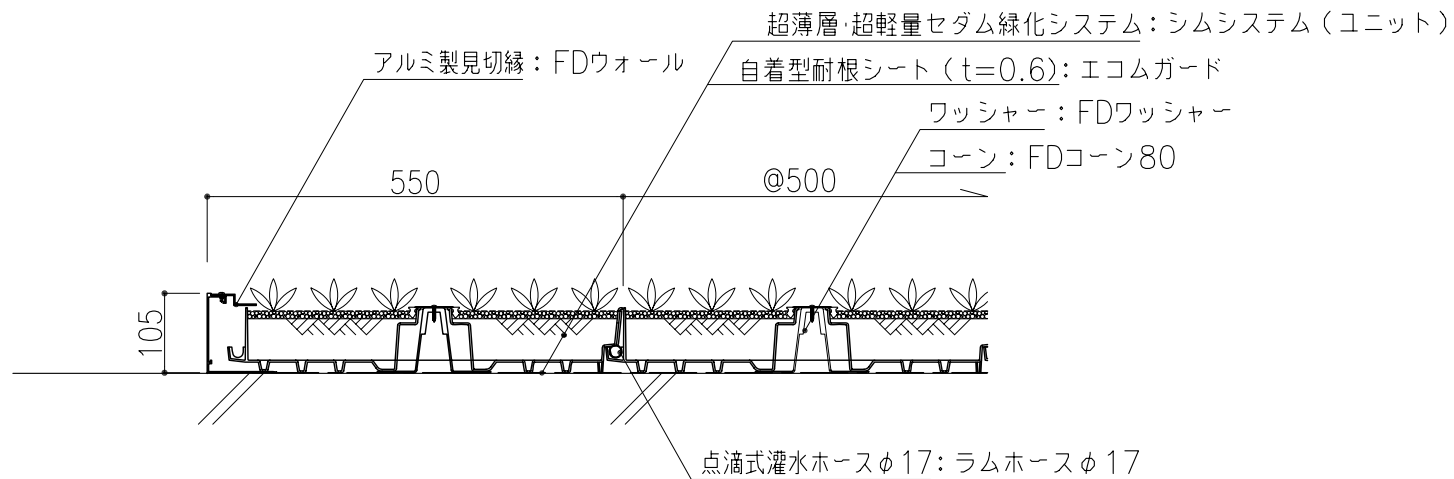 超薄層・超軽量セダム緑化システム：シムシステム（ユニット）
アルミ製見切縁：FDウォール
自着型耐根シート（t=0.6）：エコムガード
ワッシャー：FDワッシャー
コーン：FDコーン80
550
@500
105
点滴式灌水ホースφ17：ラムホースφ17